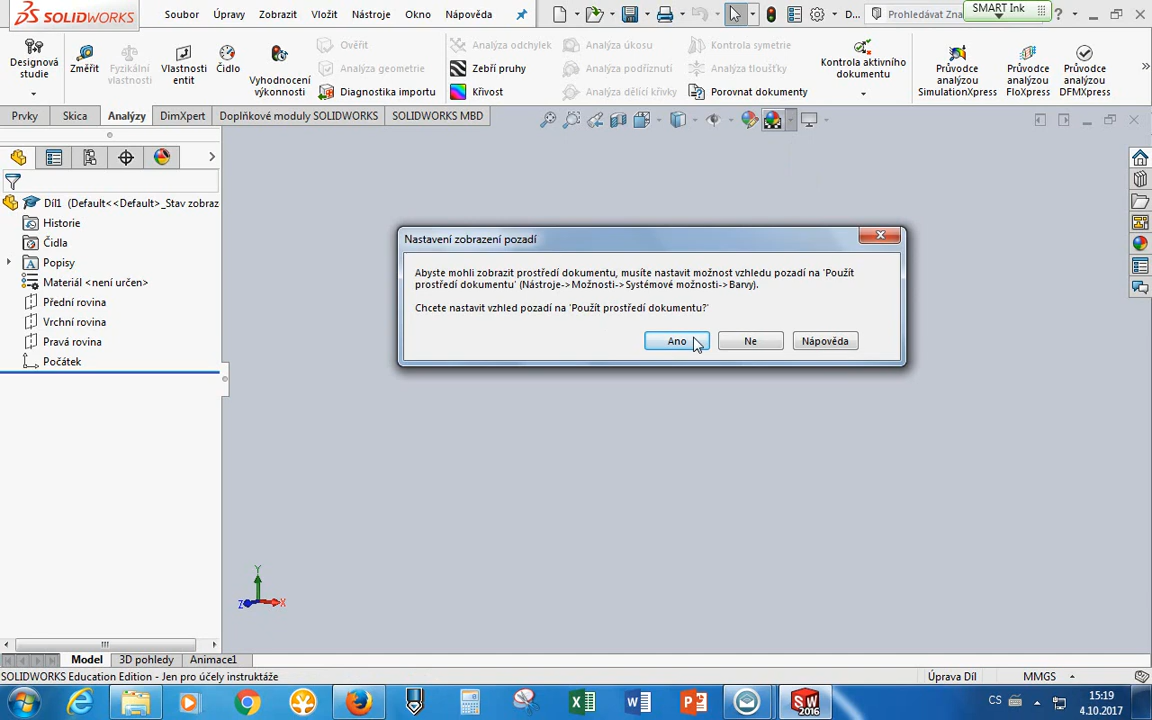 SOLIDWORKS
Soubor
Úpravy
Zobrazit
Vložit
Nástroje
Okno
Nápověda
D...
Prohledávat Zna
SMART Ink
?
Designová studie
Změřit
Fyzikální vlastnosti
Vlastnosti entit
Čidlo
Vyhodnocení výkonnosti
Ověřit
Analýza geometrie
Diagnostika importu
Analýza odchylek
Zebří pruhy
Křivost
Analýza úkosu
Analýza podříznutí
Analýza dělící křivky
Kontrola symetrie
Analýza tloušťky
Porovnat dokumenty
Kontrola aktivního dokumentu
Průvodce analýzou SimulationXpress
Průvodce analýzou FloXpress
Průvodce analýzou DFMXpress
Prvky
Skica
Analýzy
DimXpert
Doplňkové moduly SOLIDWORKS
SOLIDWORKS MBD
Díl1 (Default<<Default>_Stav zobraz
Historie
Čidla
Popisy
Materiál <není určen>
Přední rovina
Vrchní rovina
Pravá rovina
Počátek
Nastavení zobrazení pozadí
Abyste mohli zobrazit prostředí dokumentu, musíte nastavit možnost vzhledu pozadí na 'Použít
prostředí dokumentu' (Nástroje-> Možnosti-> Systémové možnosti-> Barvy).
Chcete nastavit vzhled pozadí na 'Použít prostředí dokumentu?'
Ano
Ne
Nápověda
Y
Z
X
Model
3D pohledy
Animace1
SOLIDWORKS Education Edition - Jen pro účely instruktáže
Úprava Díl
MMGS
SW
2016
CS
15:19
4.10.2017